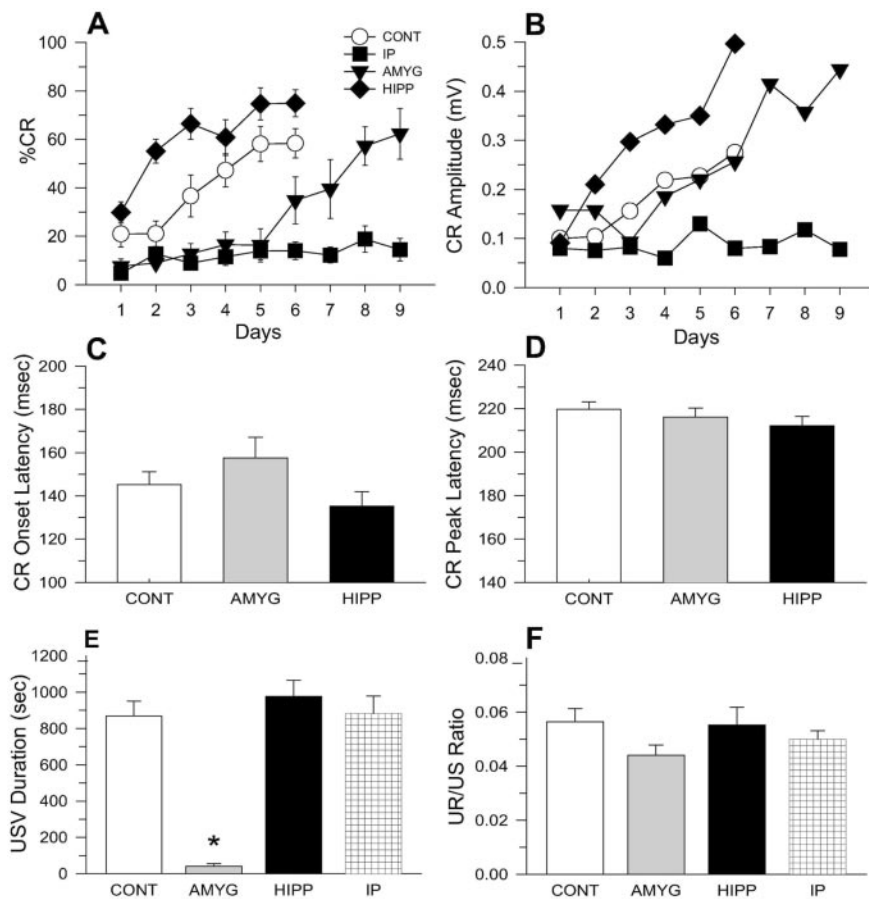 A
B
CONT
IP
AMYG
HIPP
100
80
60
40
20
0
%CR
1 2 3 4 5 6 7 8 9
Days
0.5
0.4
0.3
0.2
0.1
0.0
CR Amplitude (mV)
1 2 3 4 5 6 7 8 9
Days
C
200
180
160
140
120
100
CR Onset Latency (msec)
CONT AMYG HIPP
D
240
220
200
180
160
140
CR Peak Latency (msec)
CONT AMYG HIPP
E
1200
1000
800
600
400
200
0
USV Duration (sec)
*
CONT AMYG HIPP IP
F
0.08
0.06
0.04
0.02
0.00
UR/US Ratio
CONT AMYG HIPP IP